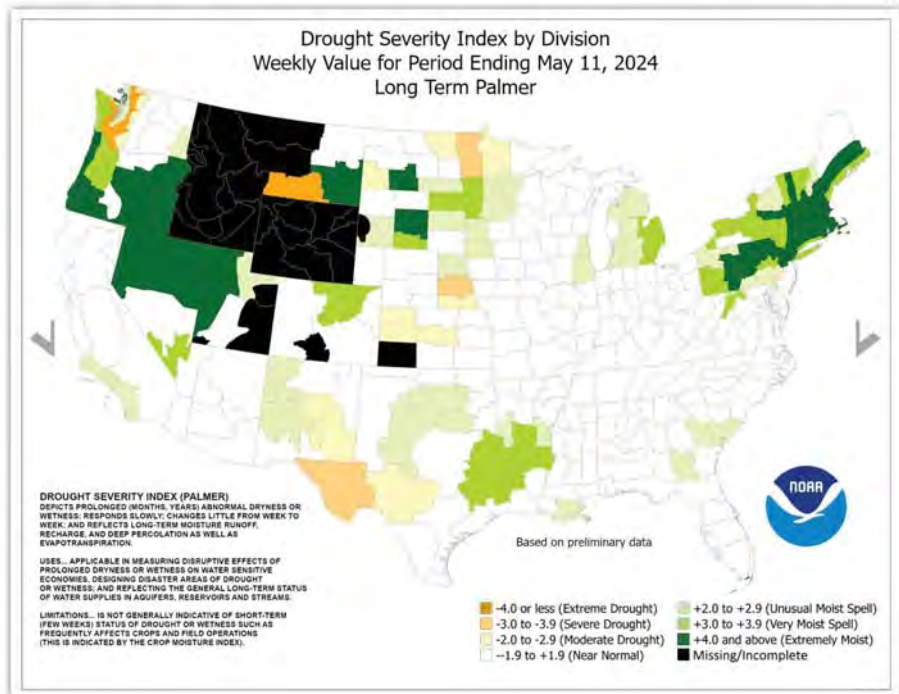 Drought Severity Index by Division
Weekly Value for Period Ending May 11, 2024
Long Term Palmer
DROUGHT SEVERITY INDEX (PALMER)
DEPICTS PROLONGED (MONTHS, YEARS) ABNORMAL DRYNESS OR
WETNESS; RESPONDS SLOWLY; CHANGES LITTLE FROM WEEK TO
WEEK; AND REFLECTS LONG-TERM MOISTURE RUNOFF,
RECHARGE, AND DEEP PERCOLATION AS WELL AS
EVAPOTRANSPIRATION.
USES... APPLICABLE IN MEASURING DISRUPTIVE EFFECTS OF
PROLONGED DRYNESS OR WETNESS ON WATER SENSITIVE
ECONOMIES, DESIGNING DISASTER AREAS OF DROUGHT
OR WETNESS; AND REFLECTING THE GENERAL LONG-TERM STATUS
OF WATER SUPPLIES IN AQUIFERS, RESERVOIRS AND STREAMS.
LIMITATIONS... IS NOT GENERALLY INDICATIVE OF SHORT-TERM
(FEW WEEKS) STATUS OF DROUGHT OR WETNESS SUCH AS
FREQUENTLY AFFECTS CROPS AND FIELD OPERATIONS
(THIS IS INDICATED BY THE CROP MOISTURE INDEX).
NOAA
Based on preliminary data
-4.0 or less (Extreme Drought)
-3.0 to -3.9 (Severe Drought)
-2.0 to -2.9 (Moderate Drought)
--1.9 to +1.9 (Near Normal)
+2.0 to +2.9 (Unusual Moist Spell)
+3.0 to +3.9 (Very Moist Spell)
+4.0 and above (Extremely Moist)
Missing/Incomplete